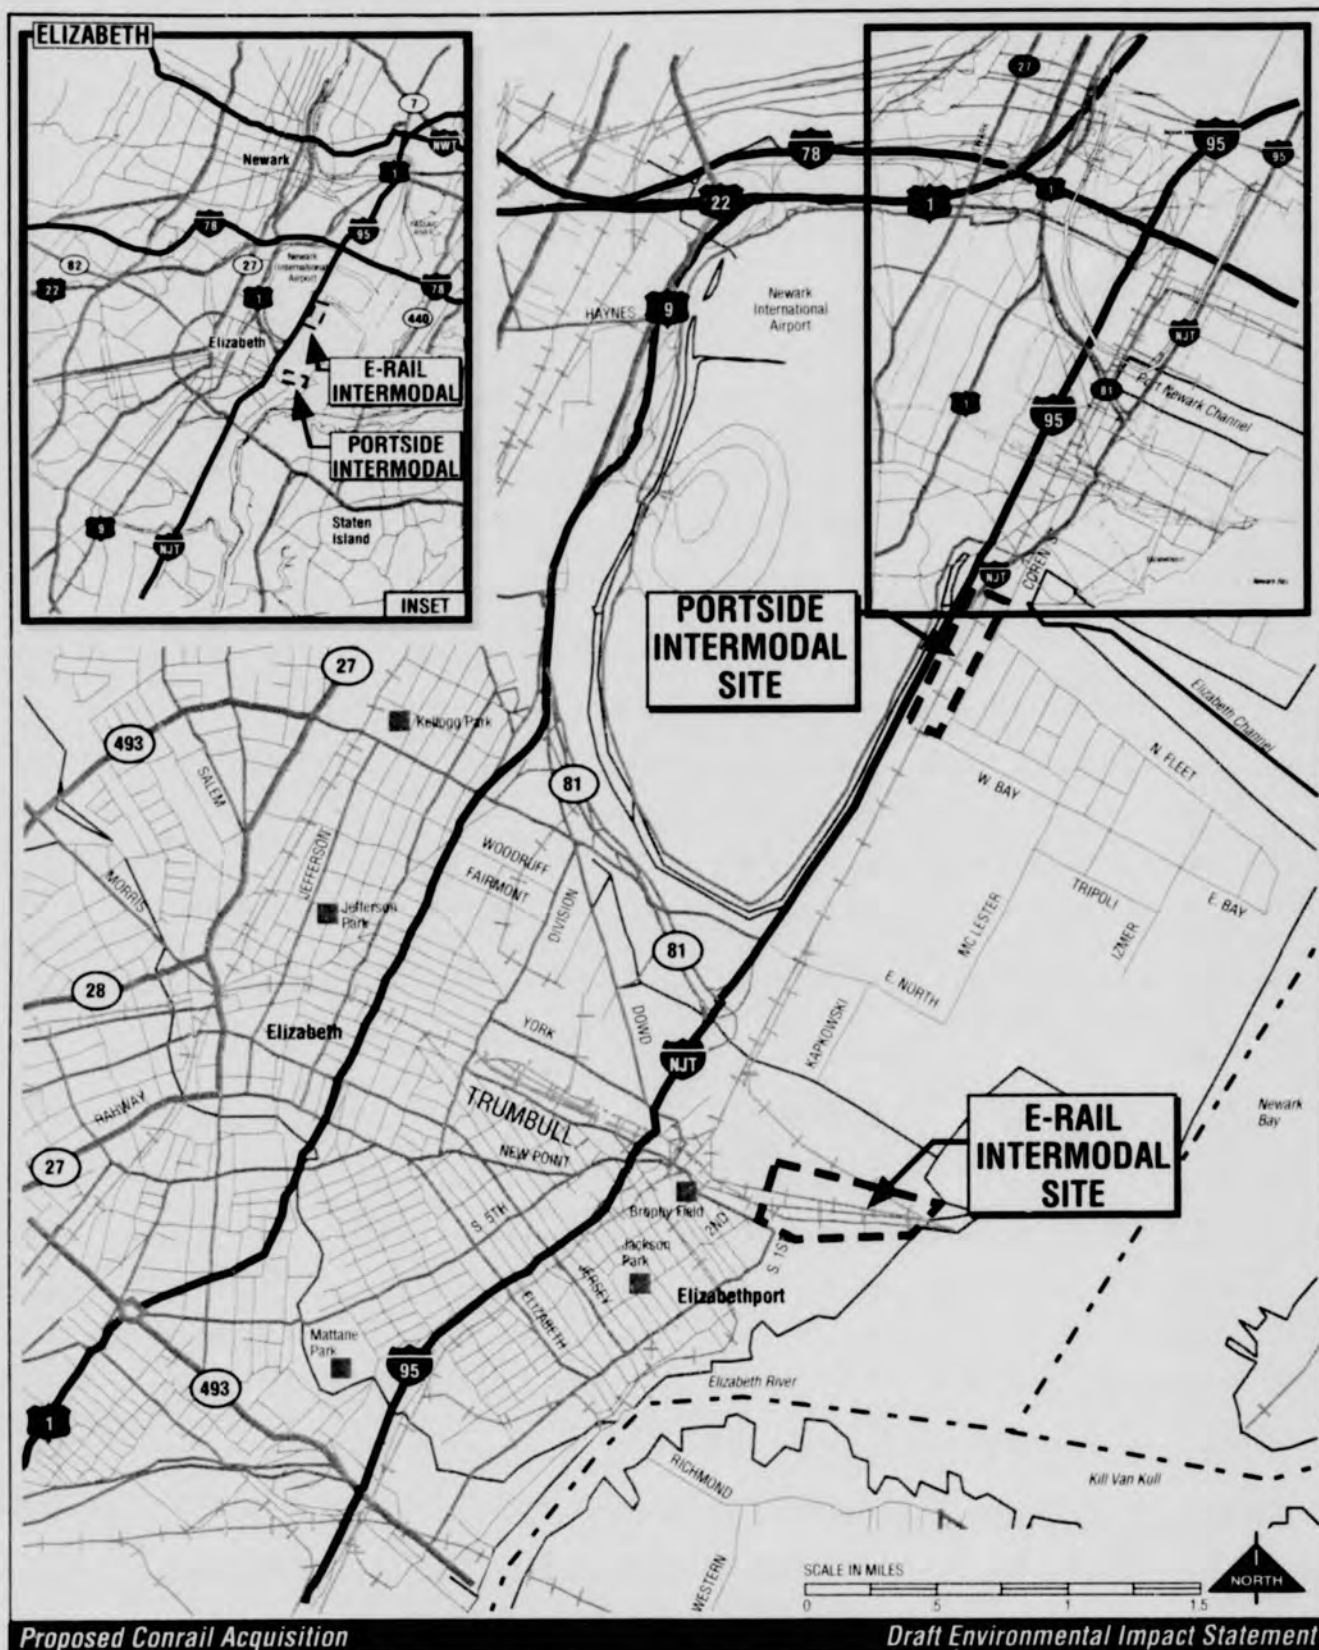 ELIZABETH
7
NWT
Newark
1
78
95
82
27
Newark
International
Airport
22
1
78
440
Elizabeth
E-RAIL
INTERMODAL
PORTSIDE
INTERMODAL
Staten
Island
9
NJT
INSET
27
78
95
95
22
1
1
HAYNES
9
Newark
International
Airport
NJT
81
Port Newark Channel
1
95
NJT
PORTSIDE
INTERMODAL
SITE
Elizabeth Channel
27
493
Kellogg Park
SALEM
81
N. FLEET
W. BAY
WOODRUFF
FAIRMONT
JEFFERSON
MORRIS
Jefferson
Park
DIVISION
MC LESTER
TRIPOLI
E. BAY
IZMER
81
28
E. NORTH
Elizabeth
YORK
DOWD
KAPKOWSKI
NJT
RAHWAY
TRUMBULL
E-RAIL
INTERMODAL
SITE
Newark
Bay
27
NEW POINT
Brophy Field
S. 5TH
2ND
S. 1ST
Jackson
Park
JERSEY
ELIZABETH
Elizabethport
Mattane
Park
95
493
Elizabeth River
1
RICHMOND
Kill Van Kull
WESTERN
SCALE IN MILES
0 .5 1 1.5
NORTH
Proposed Conrail Acquisition
Draft Environmental Impact Statement